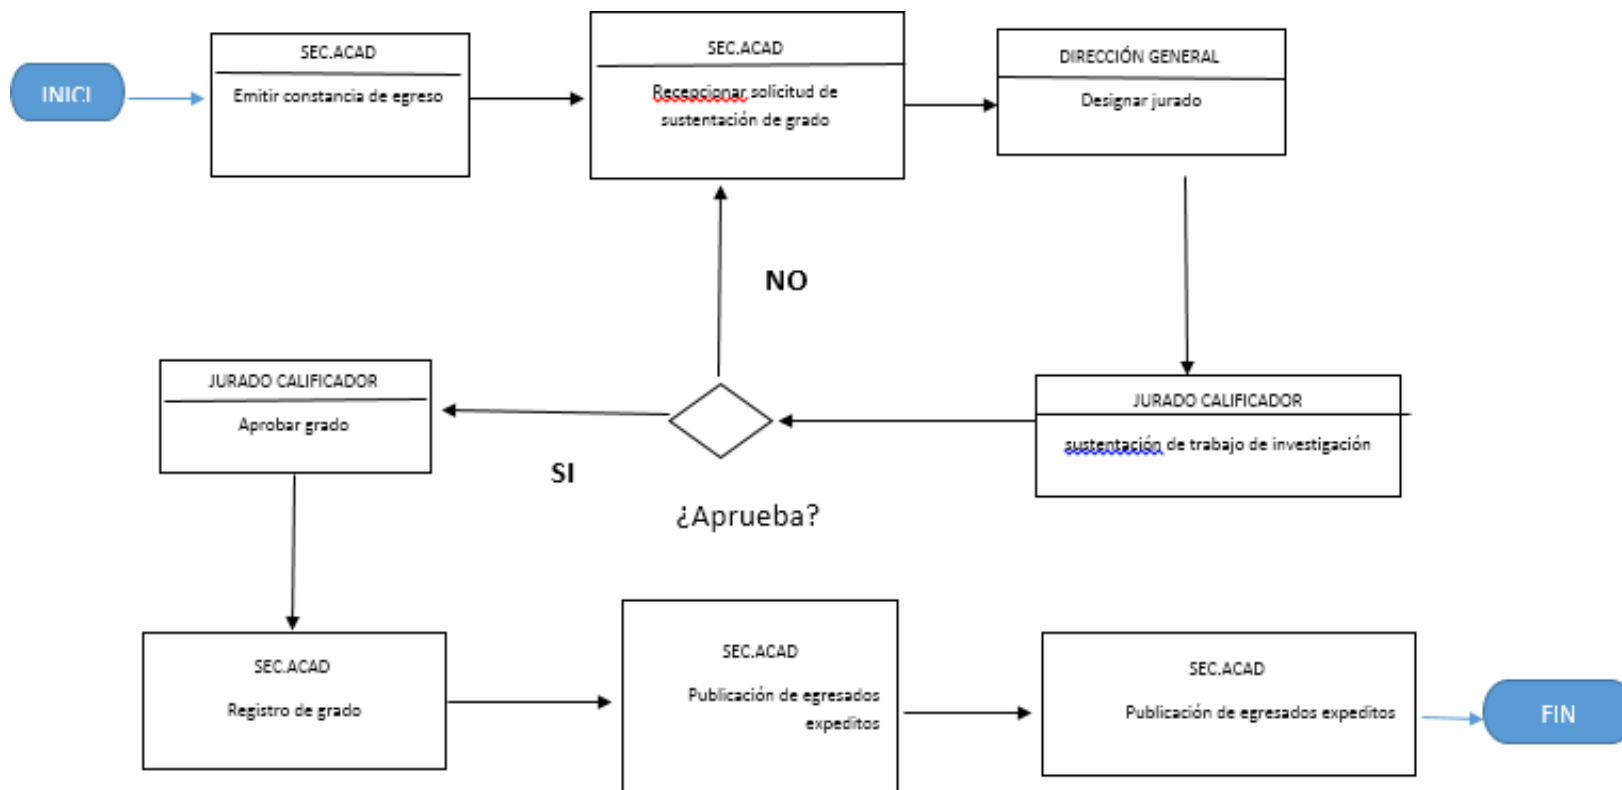 INICI
SEC.ACAD
Emitir constancia de egreso
SEC.ACAD
Recepcionar solicitud de
sustentación de grado
DIRECCIÓN GENERAL
Designar jurado
NO
JURADO CALIFICADOR
Aprobar grado
SI
¿Aprueba?
JURADO CALIFICADOR
sustentación de trabajo de investigación
SEC.ACAD
Registro de grado
SEC.ACAD
Publicación de egresados
expeditos
SEC.ACAD
Publicación de egresados expeditos
FIN